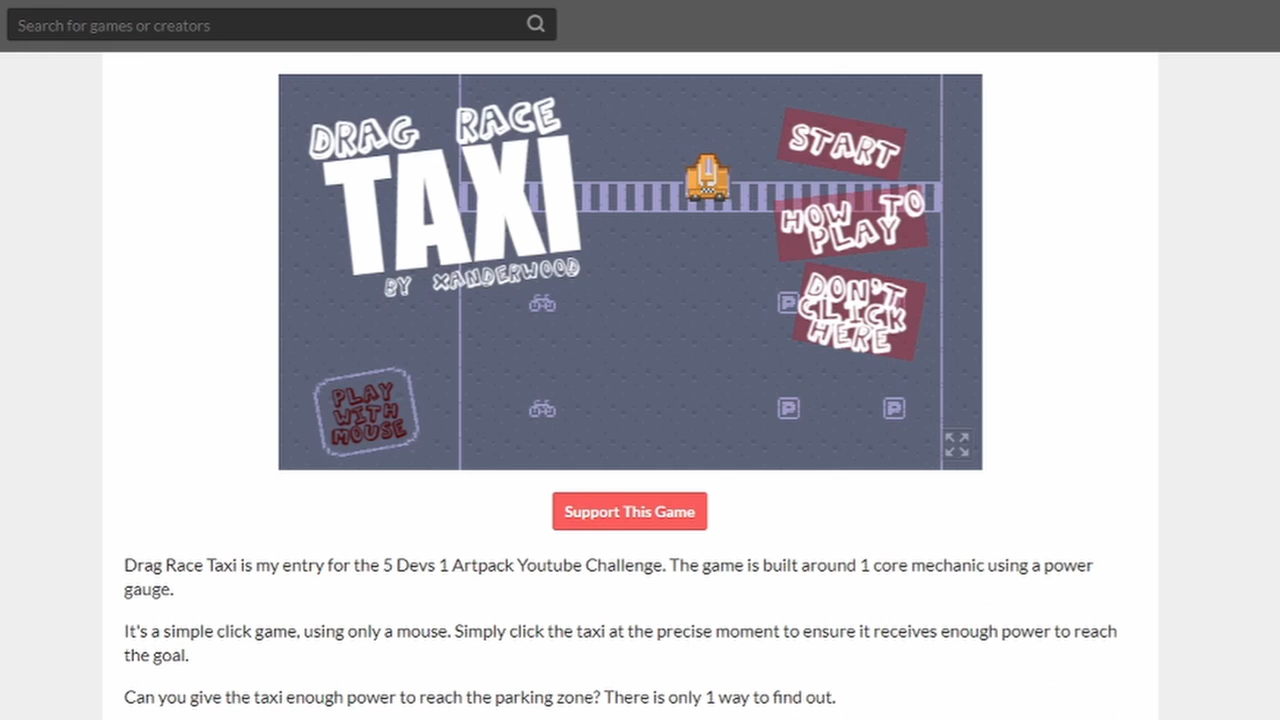 Search for games or creators
DRAG RACE
TAXI
BY XANDERWOOD
START
HOW TO
PLAY
DON'T
CLICK
HERE
P
P
P
PLAY
WITH
MOUSE
Support This Game
Drag Race Taxi is my entry for the 5 Devs 1 Artpack Youtube Challenge. The game is built around 1 core mechanic using a power
gauge.
It's a simple click game, using only a mouse. Simply click the taxi at the precise moment to ensure it receives enough power to reach
the goal.
Can you give the taxi enough power to reach the parking zone? There is only 1 way to find out.